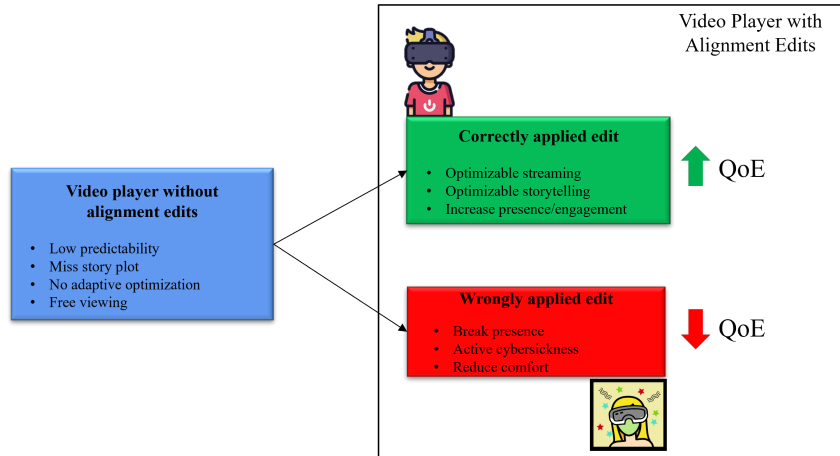 Video Player with
Alignment Edits
Correctly applied edit
• Optimizable streaming
• Optimizable storytelling
• Increase presence/engagement
QoE
Video player without
alignment edits
• Low predictability
• Miss story plot
• No adaptive optimization
• Free viewing
Wrongly applied edit
• Break presence
• Active cybersickness
• Reduce comfort
QoE